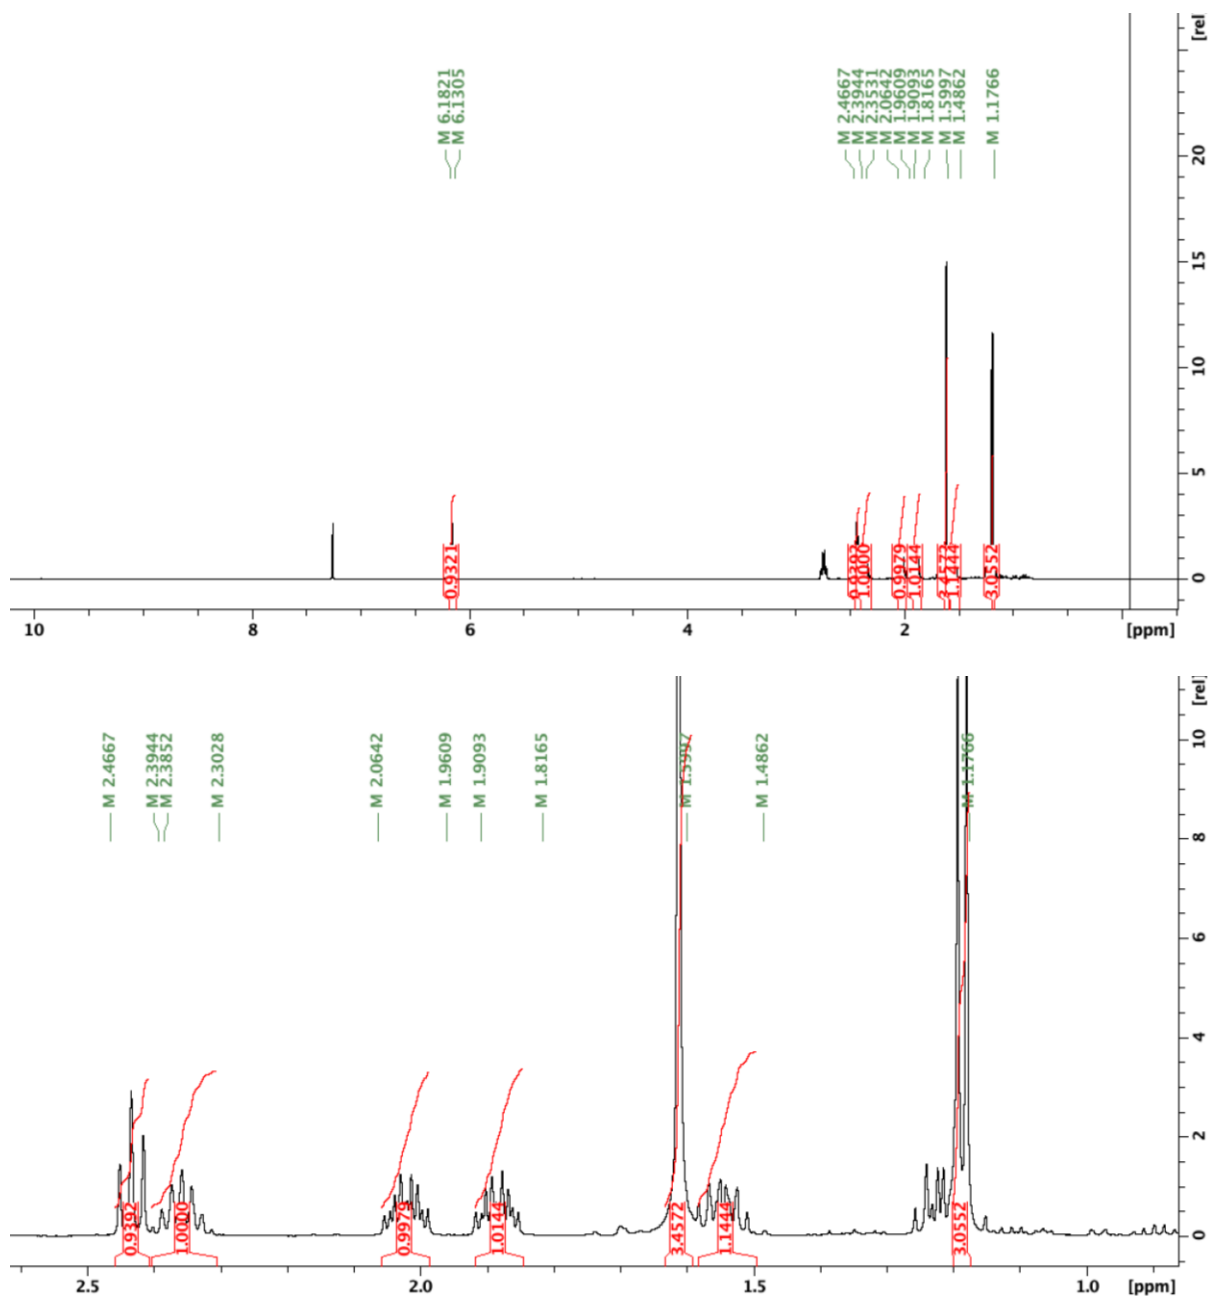 [rel]
M 6.1821
M 6.1305
M 2.4667
M 2.3944
M 2.3531
M 2.0642
M 1.9609
M 1.9093
M 1.8165
M 1.5997
M 1.4862
M 1.1766
20
15
10
5
0
0.9321
0.9392
1.0000
0.9979
1.0144
3.4572
1.1444
3.0552
10
8
6
4
2
[ppm]
[rel]
M 2.4667
M 2.3944
M 2.3852
M 2.3028
M 2.0642
M 1.9609
M 1.9093
M 1.8165
M 1.5997
M 1.4862
M 1.1766
10
8
6
4
2
0
0.9392
1.0000
0.9979
1.0144
3.4572
1.1444
3.0552
2.5
2.0
1.5
1.0
[ppm]